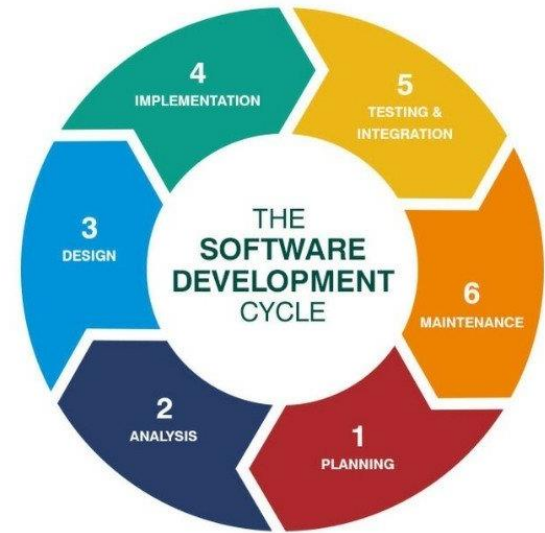 THE
SOFTWARE
DEVELOPMENT
CYCLE
1
PLANNING
2
ANALYSIS
3
DESIGN
4
IMPLEMENTATION
5
TESTING &
INTEGRATION
6
MAINTENANCE